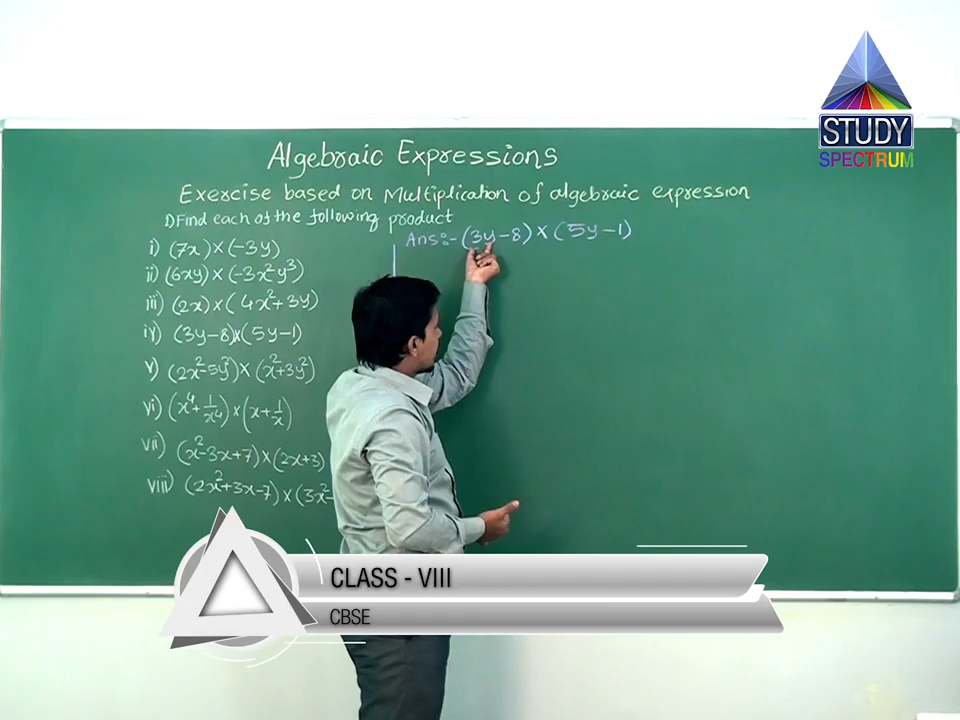 STUDY
SPECTRUM
Algebraic Expressions
Exercise based on Multiplication of algebraic expression
1) Find each of the following product
i) (7x) × (-3y)
ii) (6xy) × (-3x²y³)
iii) (2x) × (4x² + 3y)
iv) (3y-8) × (5y-1)
v) (2x² - 5y²) × (x² + 3y²)
vi) (x⁴ + 1/x⁴) × (x + 1/x)
vii) (x² - 3x + 7) × (2x + 3)
viii) (2x² + 3x - 7) × (3x² -
Ans:- (3y - 8) × (5y - 1)
CLASS - VIII
CBSE